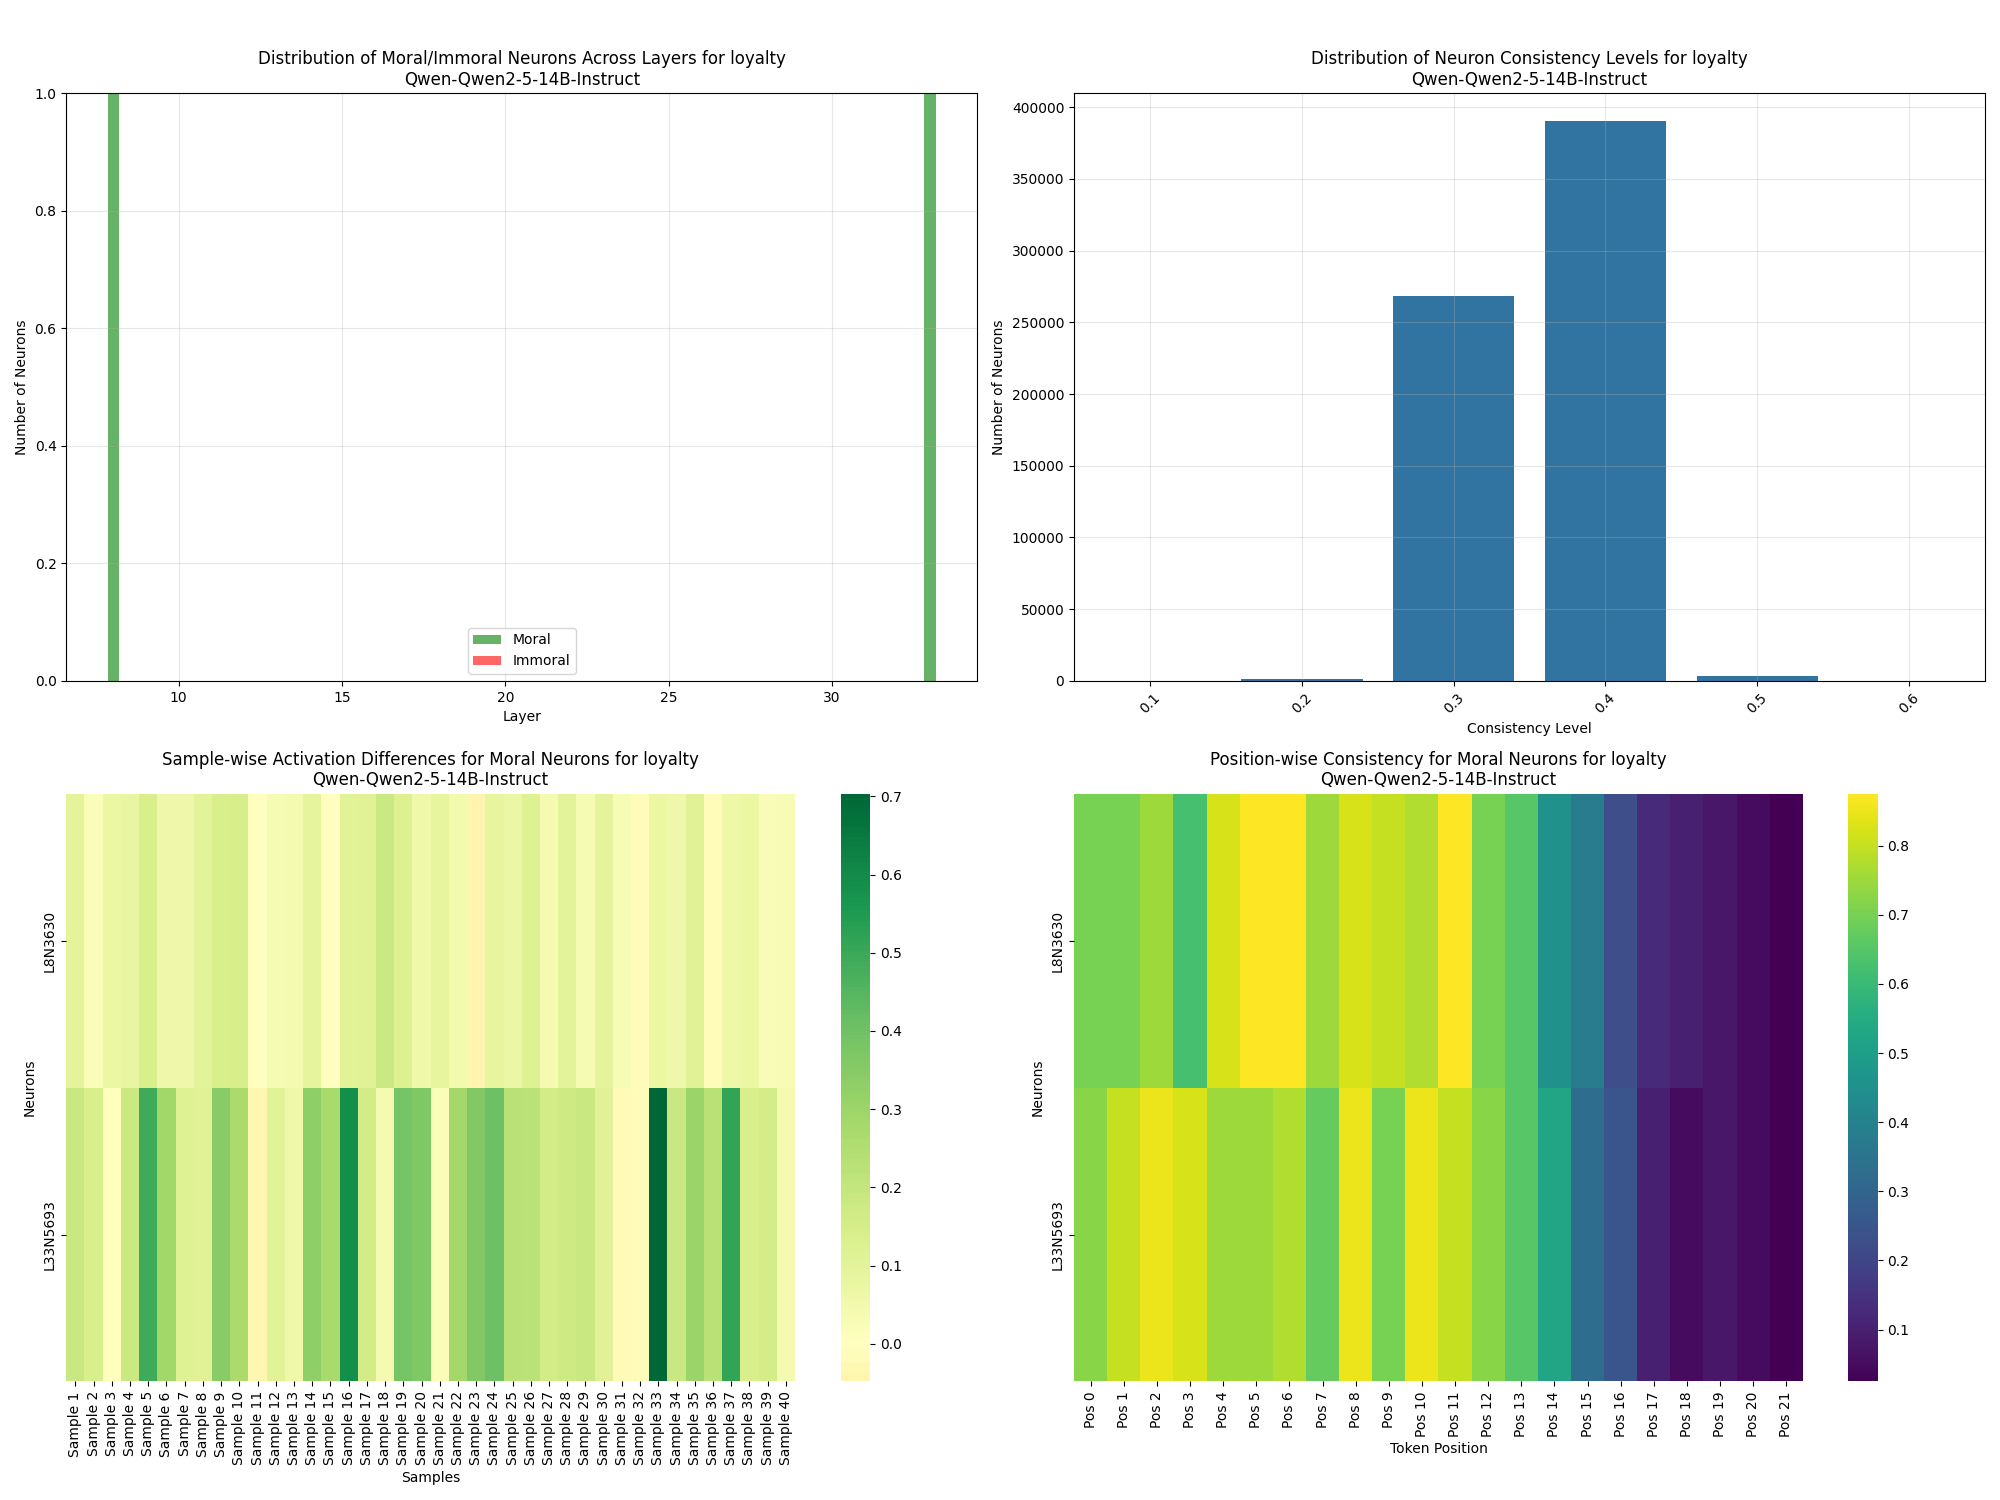 Distribution of Moral/Immoral Neurons Across Layers for loyalty
Qwen-Qwen2-5-14B-Instruct
Number of Neurons
1.0
0.8
0.6
0.4
0.2
0.0
10
15
20
25
30
Layer
Moral
Immoral
Distribution of Neuron Consistency Levels for loyalty
Qwen-Qwen2-5-14B-Instruct
Number of Neurons
400000
350000
300000
250000
200000
150000
100000
50000
0
0.1
0.2
0.3
0.4
0.5
0.6
Consistency Level
Sample-wise Activation Differences for Moral Neurons for loyalty
Qwen-Qwen2-5-14B-Instruct
Neurons
L8N3630
L33N5693
Sample 1
Sample 2
Sample 3
Sample 4
Sample 5
Sample 6
Sample 7
Sample 8
Sample 9
Sample 10
Sample 11
Sample 12
Sample 13
Sample 14
Sample 15
Sample 16
Sample 17
Sample 18
Sample 19
Sample 20
Sample 21
Sample 22
Sample 23
Sample 24
Sample 25
Sample 26
Sample 27
Sample 28
Sample 29
Sample 30
Sample 31
Sample 32
Sample 33
Sample 34
Sample 35
Sample 36
Sample 37
Sample 38
Sample 39
Sample 40
Samples
0.7
0.6
0.5
0.4
0.3
0.2
0.1
0.0
Position-wise Consistency for Moral Neurons for loyalty
Qwen-Qwen2-5-14B-Instruct
Neurons
L8N3630
L33N5693
Pos 0
Pos 1
Pos 2
Pos 3
Pos 4
Pos 5
Pos 6
Pos 7
Pos 8
Pos 9
Pos 10
Pos 11
Pos 12
Pos 13
Pos 14
Pos 15
Pos 16
Pos 17
Pos 18
Pos 19
Pos 20
Pos 21
Token Position
0.8
0.7
0.6
0.5
0.4
0.3
0.2
0.1